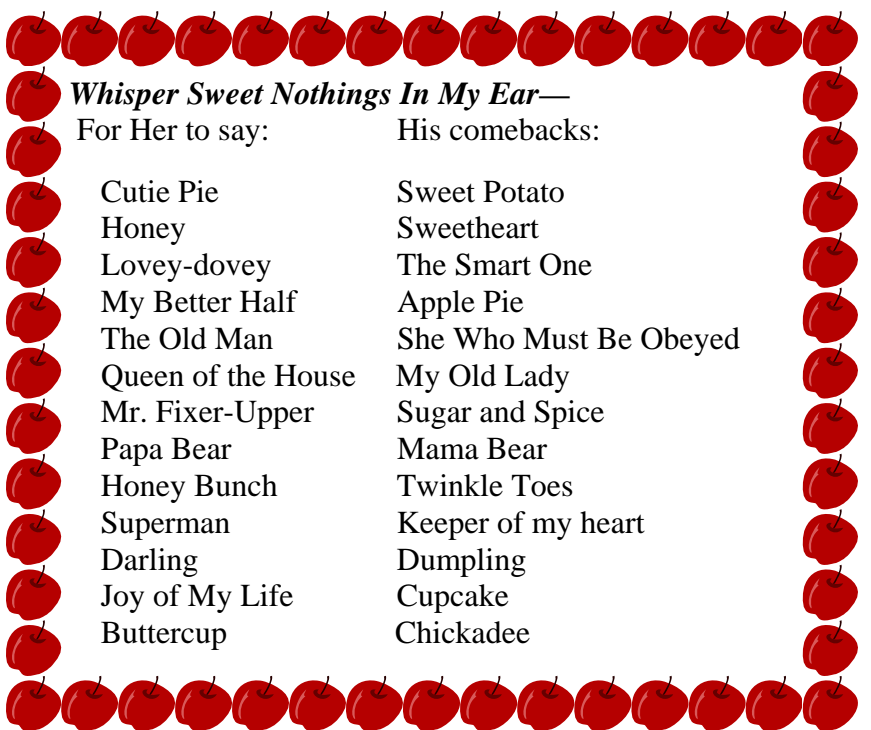 Whisper Sweet Nothings In My Ear—
For Her to say: His comebacks:
Cutie Pie Sweet Potato
Honey Sweetheart
Lovey-dovey The Smart One
My Better Half Apple Pie
The Old Man She Who Must Be Obeyed
Queen of the House My Old Lady
Mr. Fixer-Upper Sugar and Spice
Papa Bear Mama Bear
Honey Bunch Twinkle Toes
Superman Keeper of my heart
Darling Dumpling
Joy of My Life Cupcake
Buttercup Chickadee